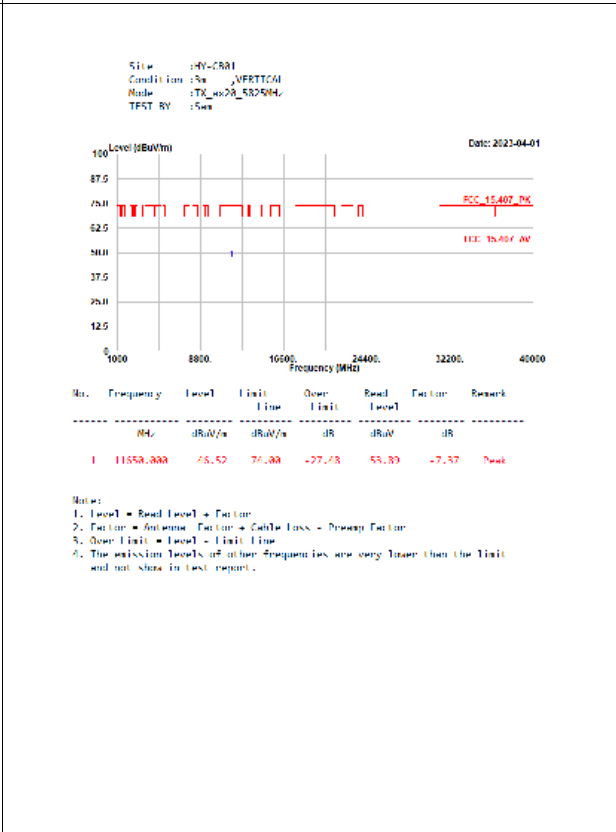 Site :HY-CB01
Condition :3m ,VERTICAL
Mode :TX_ax20_5825MHz
TEST BY :Sam
Level (dBuV/m) Date: 2023-04-01
100
87.5
75.0 FCC_15.407_PK
62.5
FCC_15.407_AV
50.0
37.5
25.0
12.5
0
1000 8800. 16600. 24400. 32200. 40000
Frequency (MHz)
No. Frequency Level Limit Over Read Factor Remark
Line Limit Level
MHz dBuV/m dBuV/m dB dBuV dB
1 11650.000 46.52 74.00 -27.48 53.89 -7.37 Peak
Note:
1. Level = Read Level + Factor
2. Factor = Antenna Factor + Cable Loss - Preamp Factor
3. Over Limit = Level - Limit Line
4. The emission levels of other frequencies are very lower than the limit
and not show in test report.